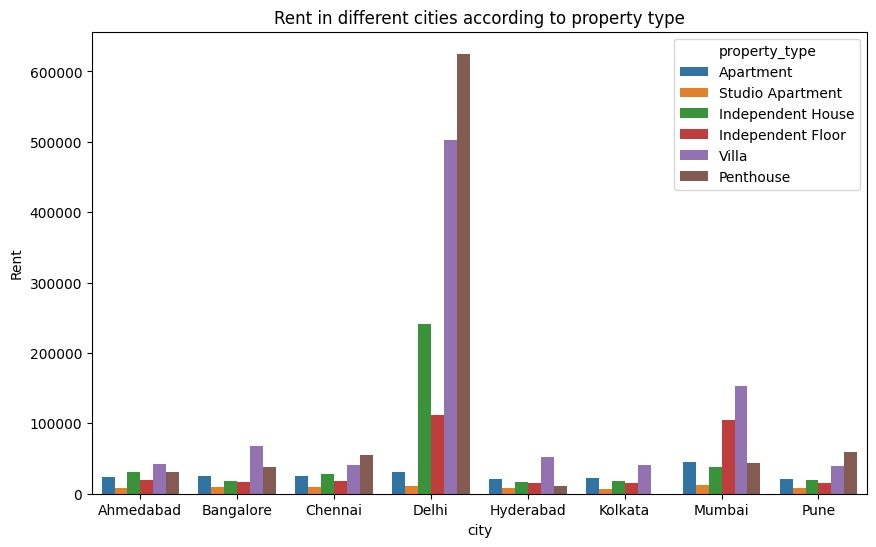 Rent in different cities according to property type
property_type
Apartment
Studio Apartment
Independent House
Independent Floor
Villa
Penthouse
600000
500000
400000
300000
200000
100000
0
Rent
Ahmedabad Bangalore Chennai Delhi Hyderabad Kolkata Mumbai Pune
city